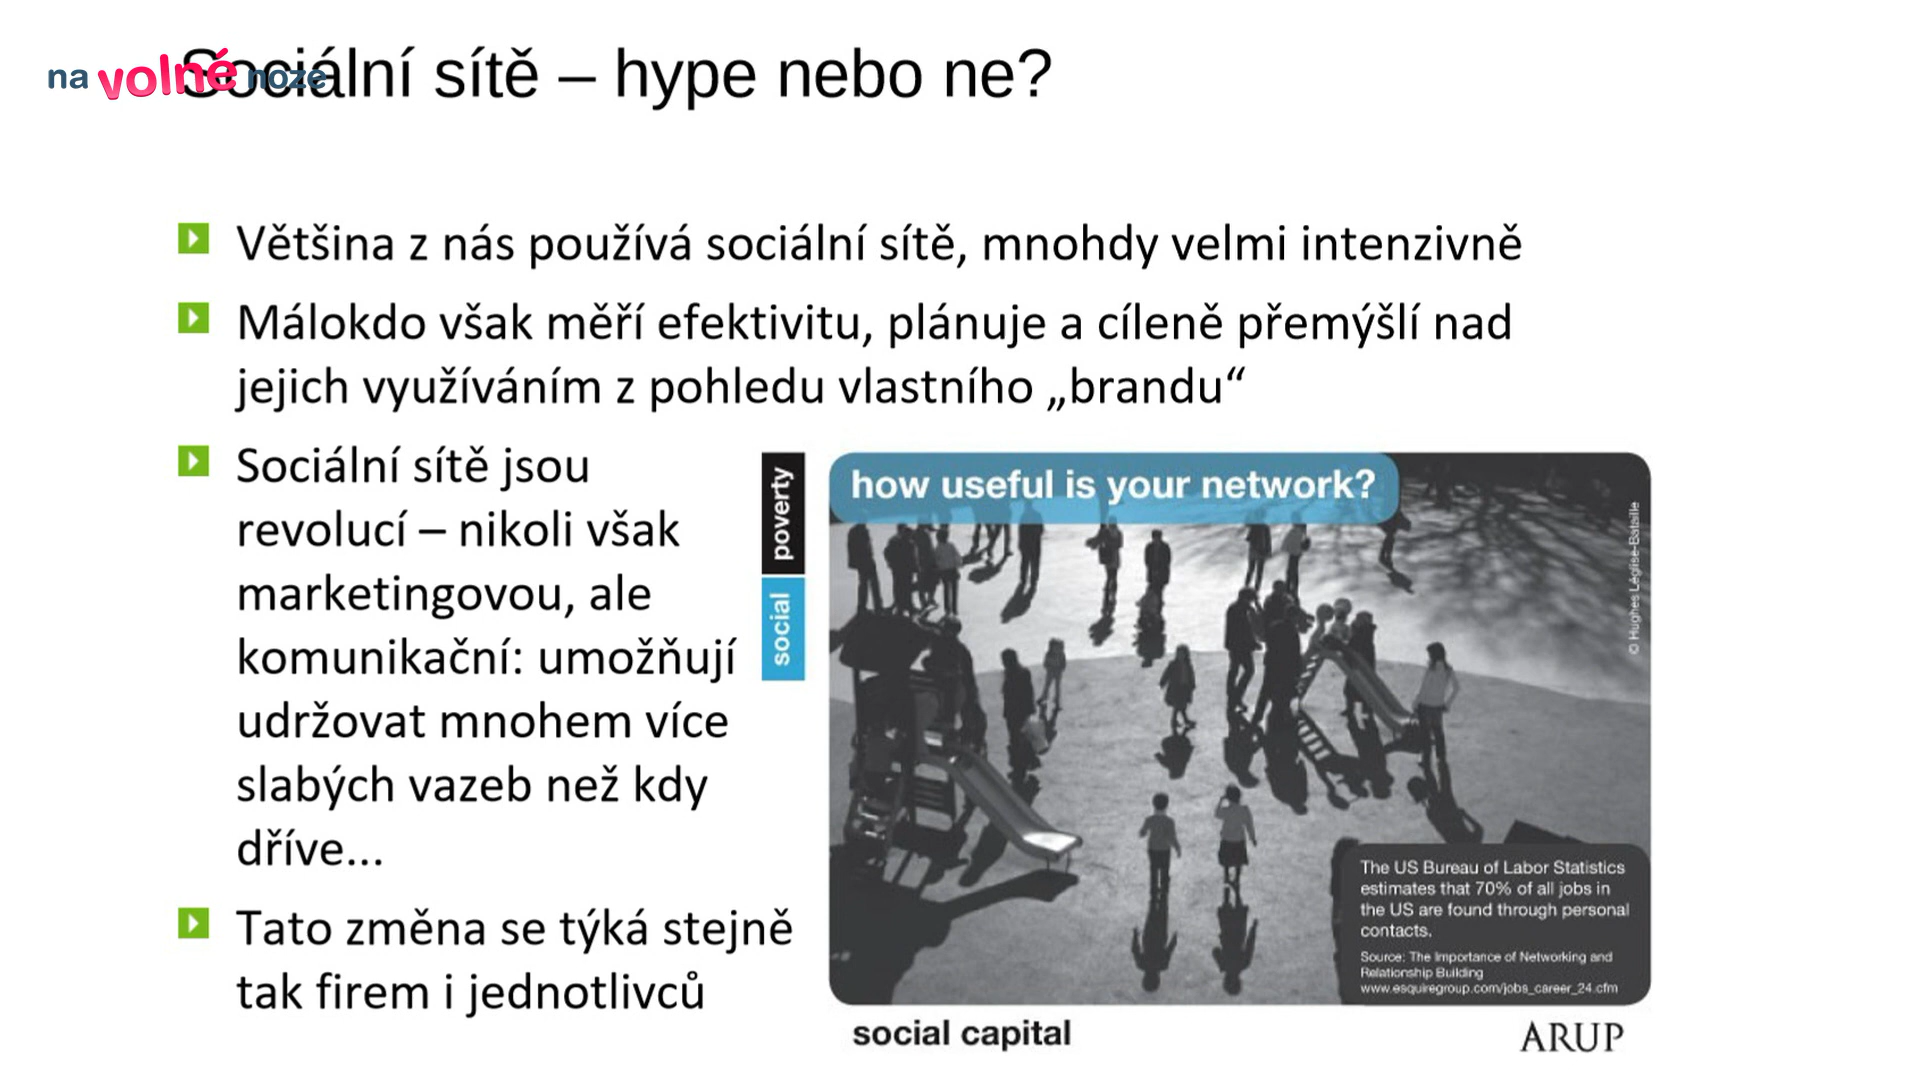 na volné noze
Sociální sítě – hype nebo ne?
Většina z nás používá sociální sítě, mnohdy velmi intenzivně
Málokdo však měří efektivitu, plánuje a cíleně přemýšlí nad
jejich využíváním z pohledu vlastního „brandu“
Sociální sítě jsou
revolucí – nikoli však
marketingovou, ale
komunikační: umožňují
udržovat mnohem více
slabých vazeb než kdy
dříve...
Tato změna se týká stejně
tak firem i jednotlivců
poverty
social
how useful is your network?
© Hughes Léglise-Bataille
The US Bureau of Labor Statistics
estimates that 70% of all jobs in
the US are found through personal
contacts.
Source: The Importance of Networking and
Relationship Building
www.esquiregroup.com/jobs_career_24.cfm
social capital
ARUP